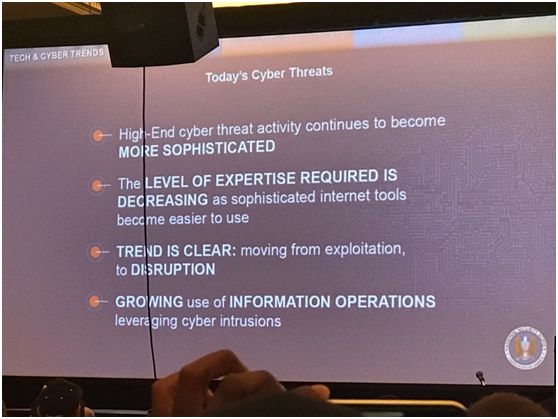 TECH & CYBER TRENDS
Today's Cyber Threats
High-End cyber threat activity continues to become
MORE SOPHISTICATED
The LEVEL OF EXPERTISE REQUIRED IS
DECREASING as sophisticated internet tools
become easier to use
TREND IS CLEAR: moving from exploitation,
to DISRUPTION
GROWING use of INFORMATION OPERATIONS
leveraging cyber intrusions